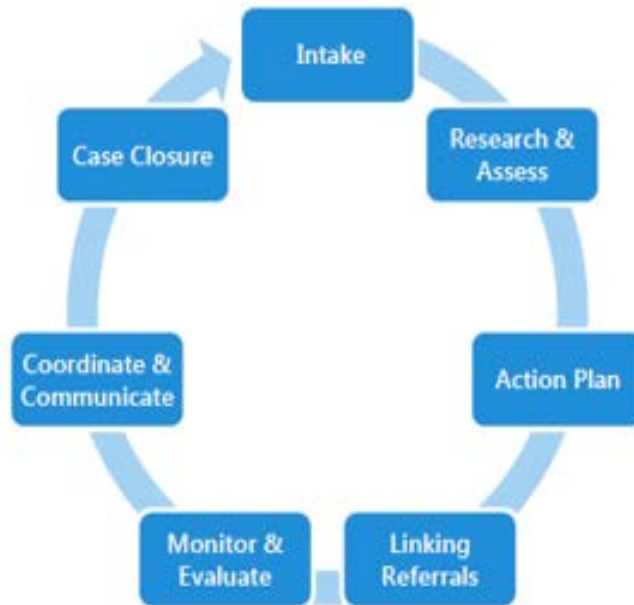 Intake
Research &
Assess
Action Plan
Linking
Referrals
Monitor &
Evaluate
Coordinate &
Communicate
Case Closure